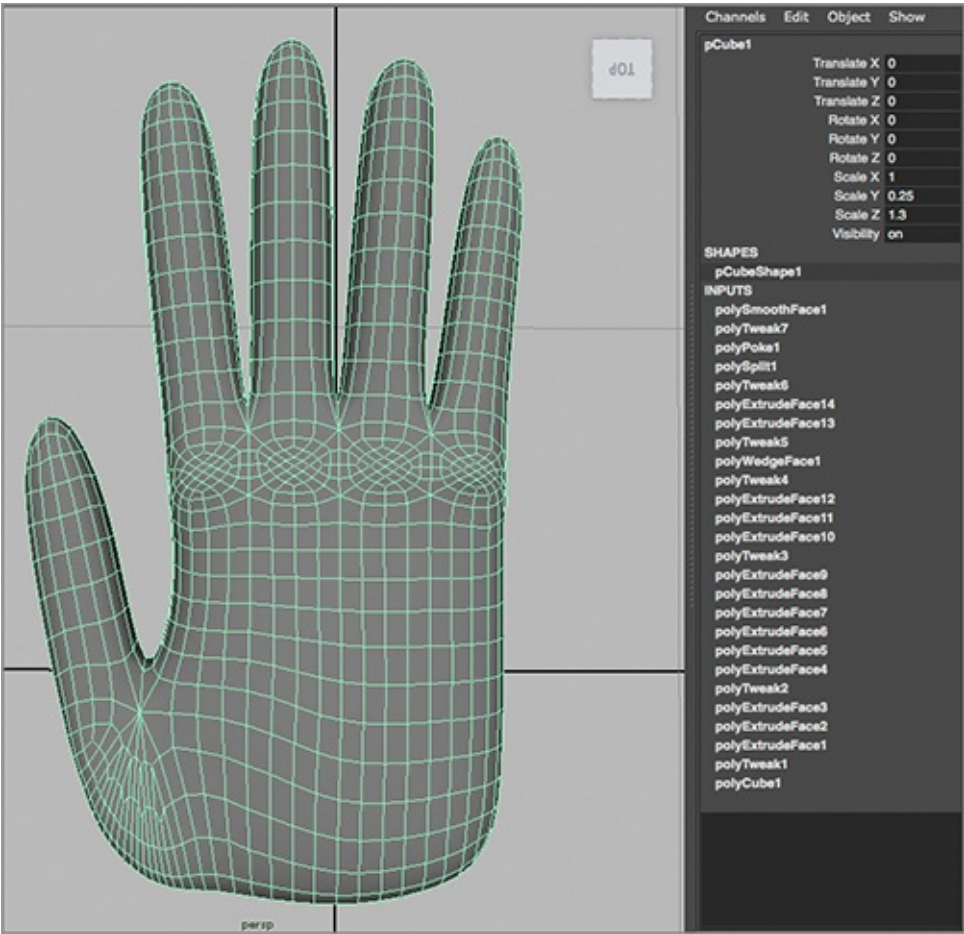 Channels Edit Object Show
pCube1
Translate X 0
Translate Y 0
Translate Z 0
Rotate X 0
Rotate Y 0
Rotate Z 0
Scale X 1
Scale Y 0.25
Scale Z 1.3
Visibility on
SHAPES
pCubeShape1
INPUTS
polySmoothFace1
polyTweak7
polyPoke1
polySplit1
polyTweak6
polyExtrudeFace14
polyExtrudeFace13
polyTweak5
polyWedgeFace1
polyTweak4
polyExtrudeFace12
polyExtrudeFace11
polyExtrudeFace10
polyTweak3
polyExtrudeFace9
polyExtrudeFace8
polyExtrudeFace7
polyExtrudeFace6
polyExtrudeFace5
polyExtrudeFace4
polyTweak2
polyExtrudeFace3
polyExtrudeFace2
polyExtrudeFace1
polyTweak1
polyCube1
TOP
persp